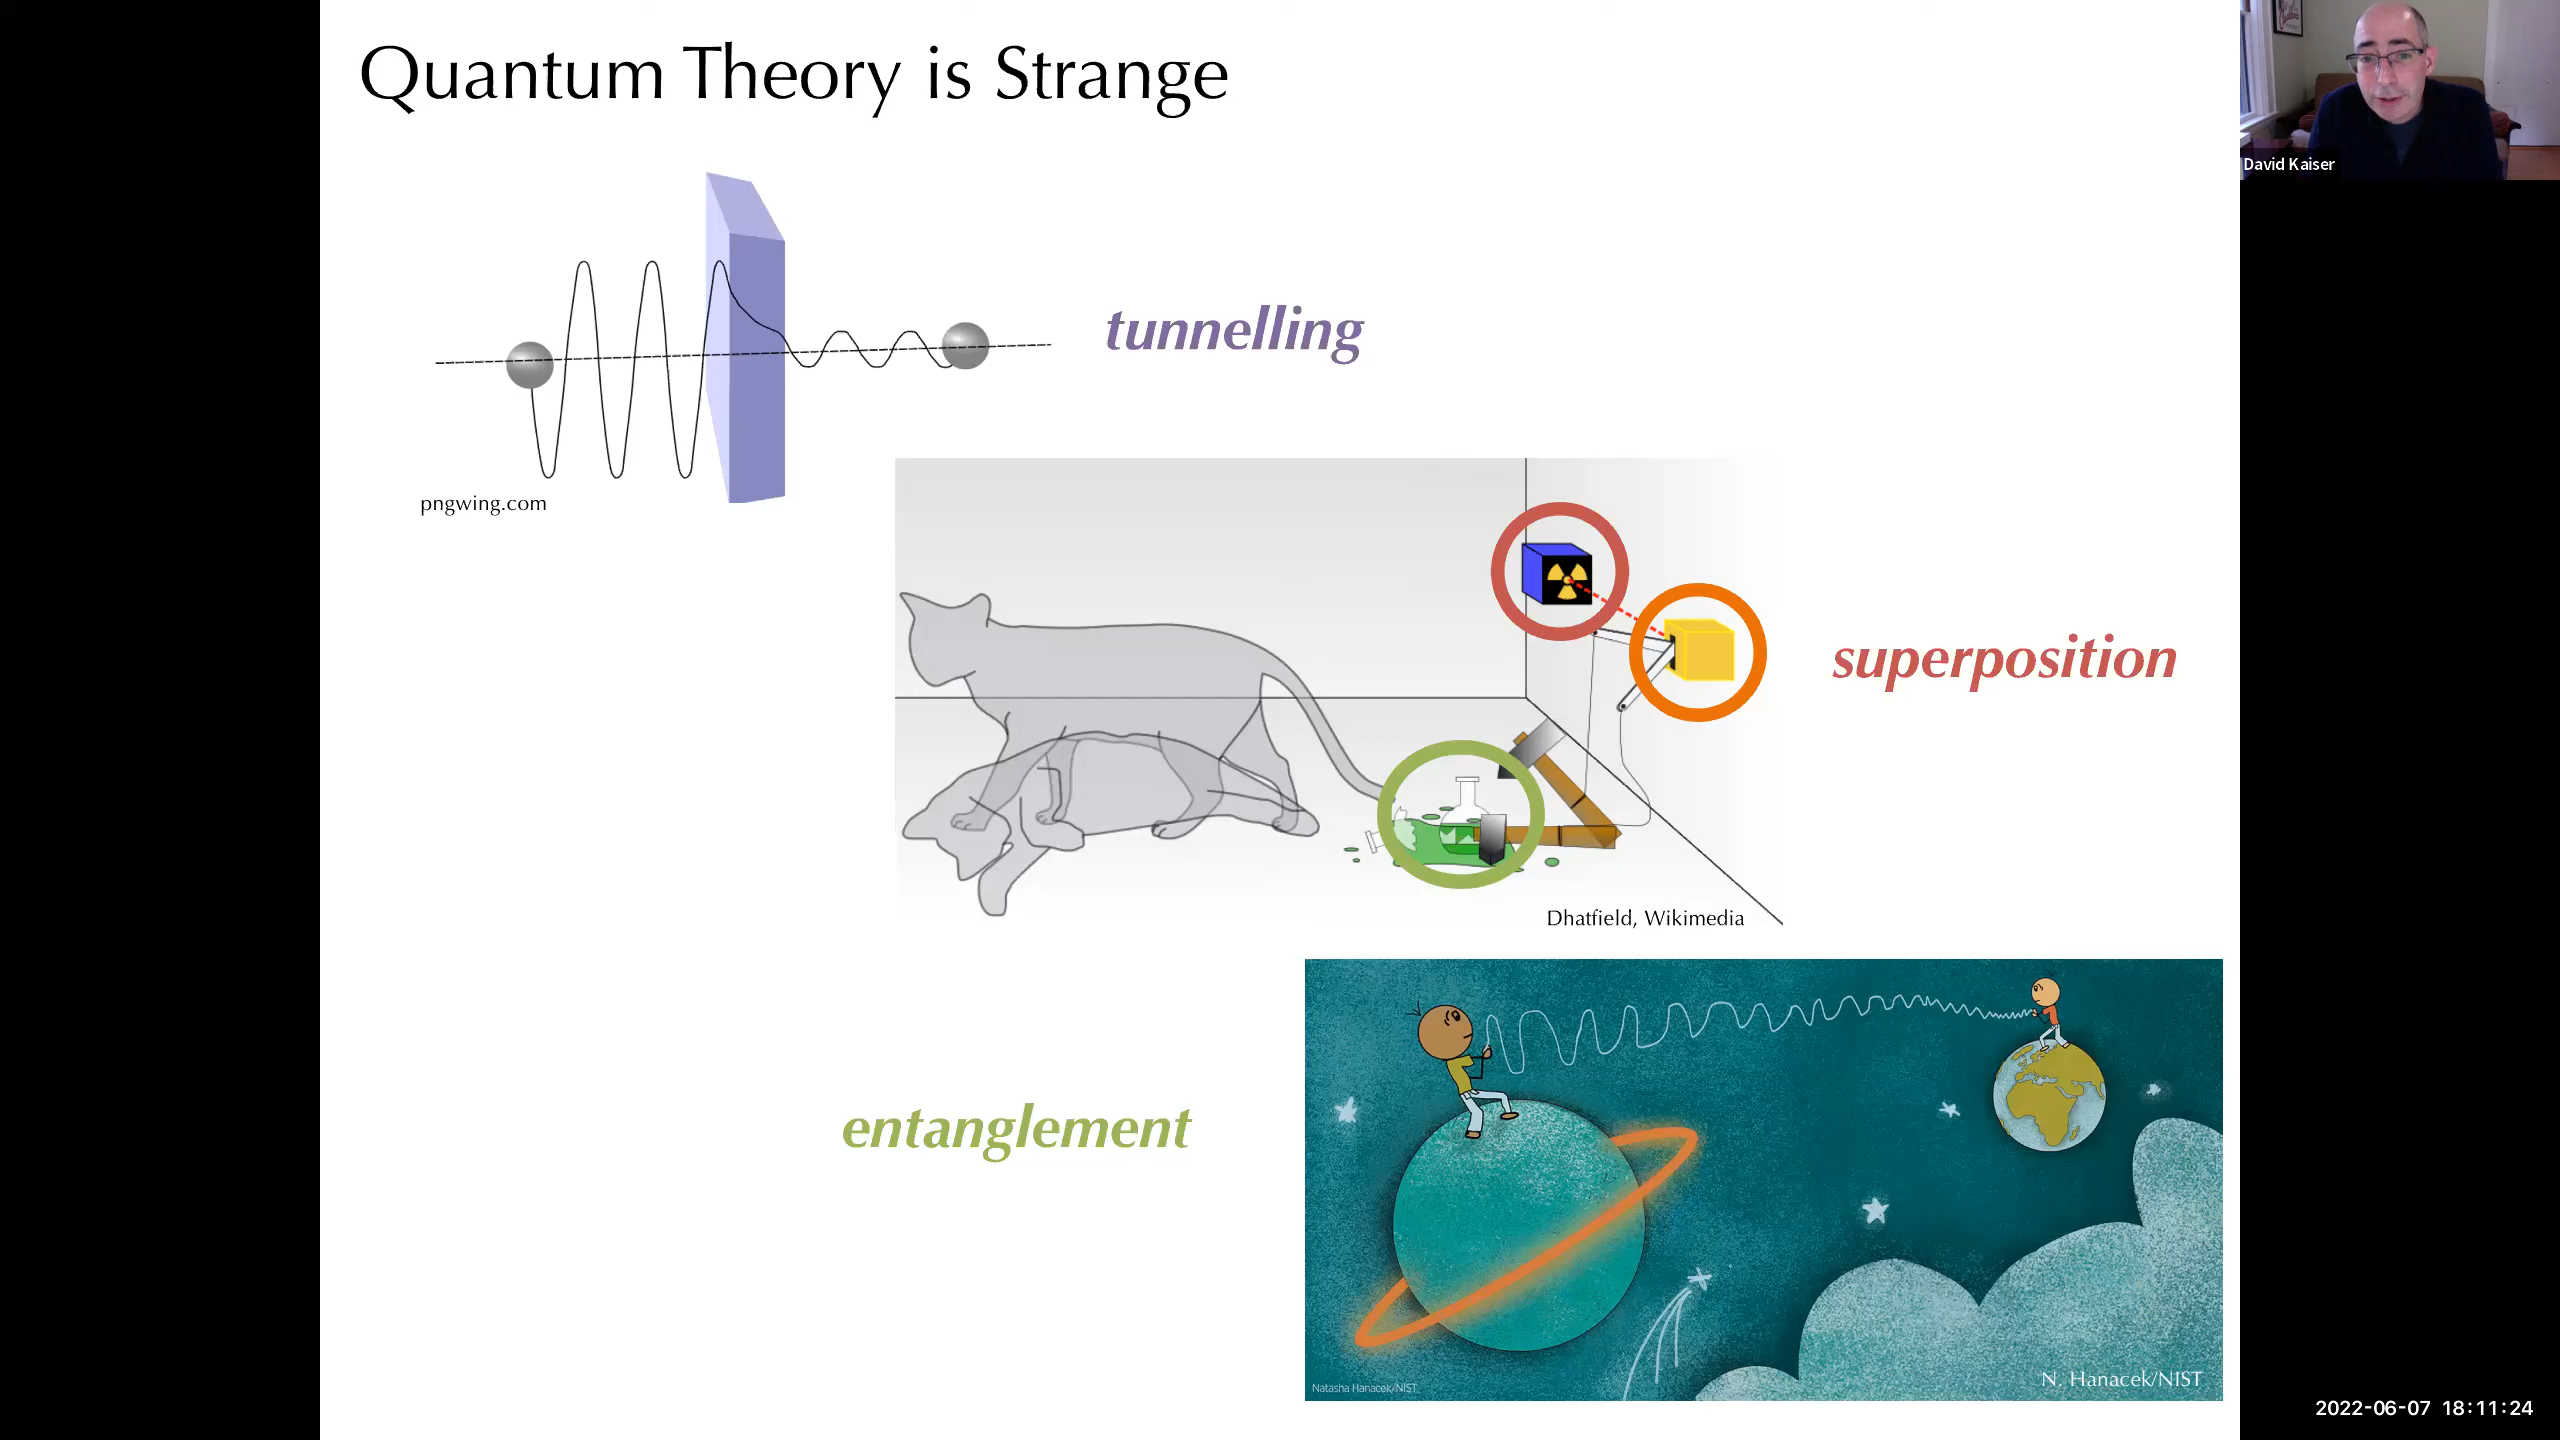 Quantum Theory is Strange
David Kaiser
tunnelling
pngwing.com
superposition
Dhatfield, Wikimedia
entanglement
N. Hanacek/NIST
Natasha Hanacek/NIST
2022-06-07 18:11:24